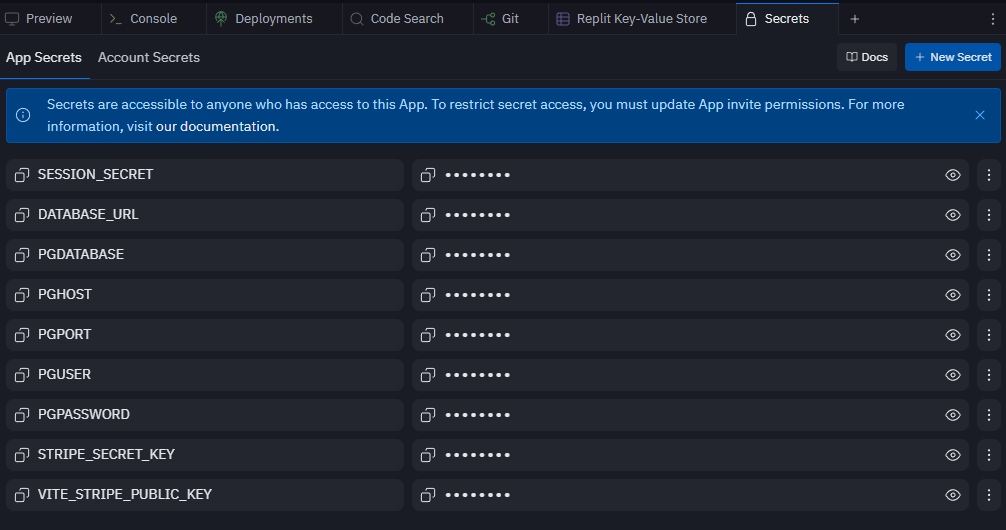 Preview Console Deployments Code Search Git Replit Key-Value Store Secrets
App Secrets Account Secrets Docs + New Secret
Secrets are accessible to anyone who has access to this App. To restrict secret access, you must update App invite permissions. For more
information, visit our documentation.
SESSION_SECRET ••••••••
DATABASE_URL ••••••••
PGDATABASE ••••••••
PGHOST ••••••••
PGPORT ••••••••
PGUSER ••••••••
PGPASSWORD ••••••••
STRIPE_SECRET_KEY ••••••••
VITE_STRIPE_PUBLIC_KEY ••••••••